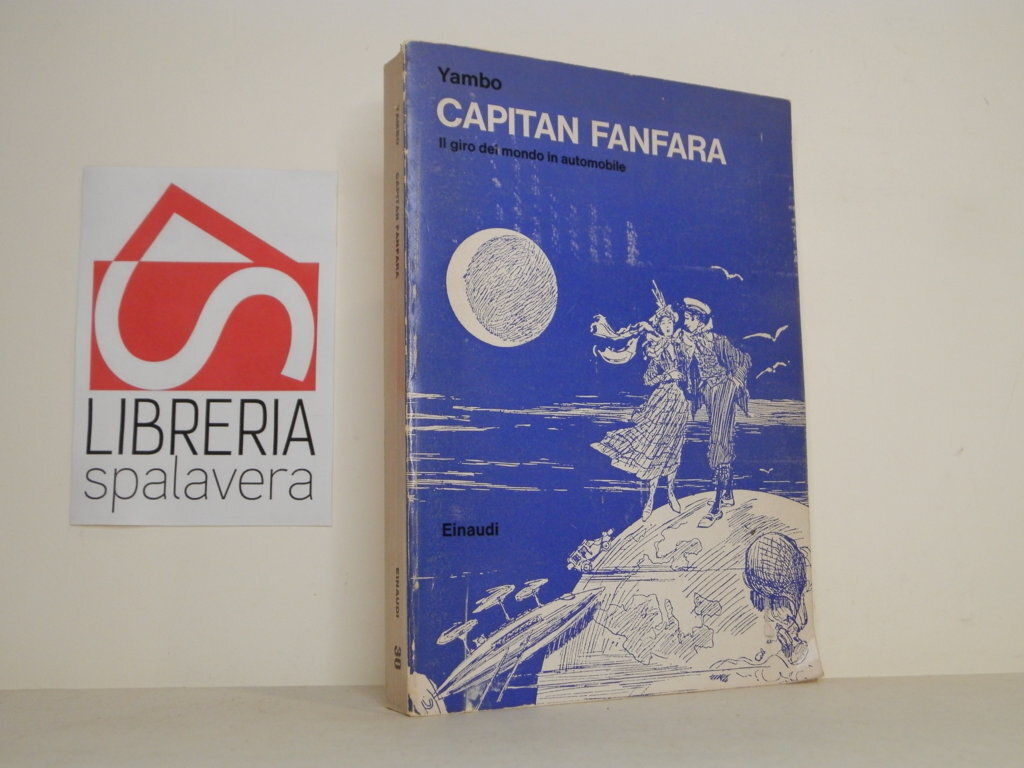 LIBRERIA
spalavera
YAMBO CAPITAN FANFARA EINAUDI 30
Yambo
CAPITAN FANFARA
Il giro del mondo in automobile
Einaudi